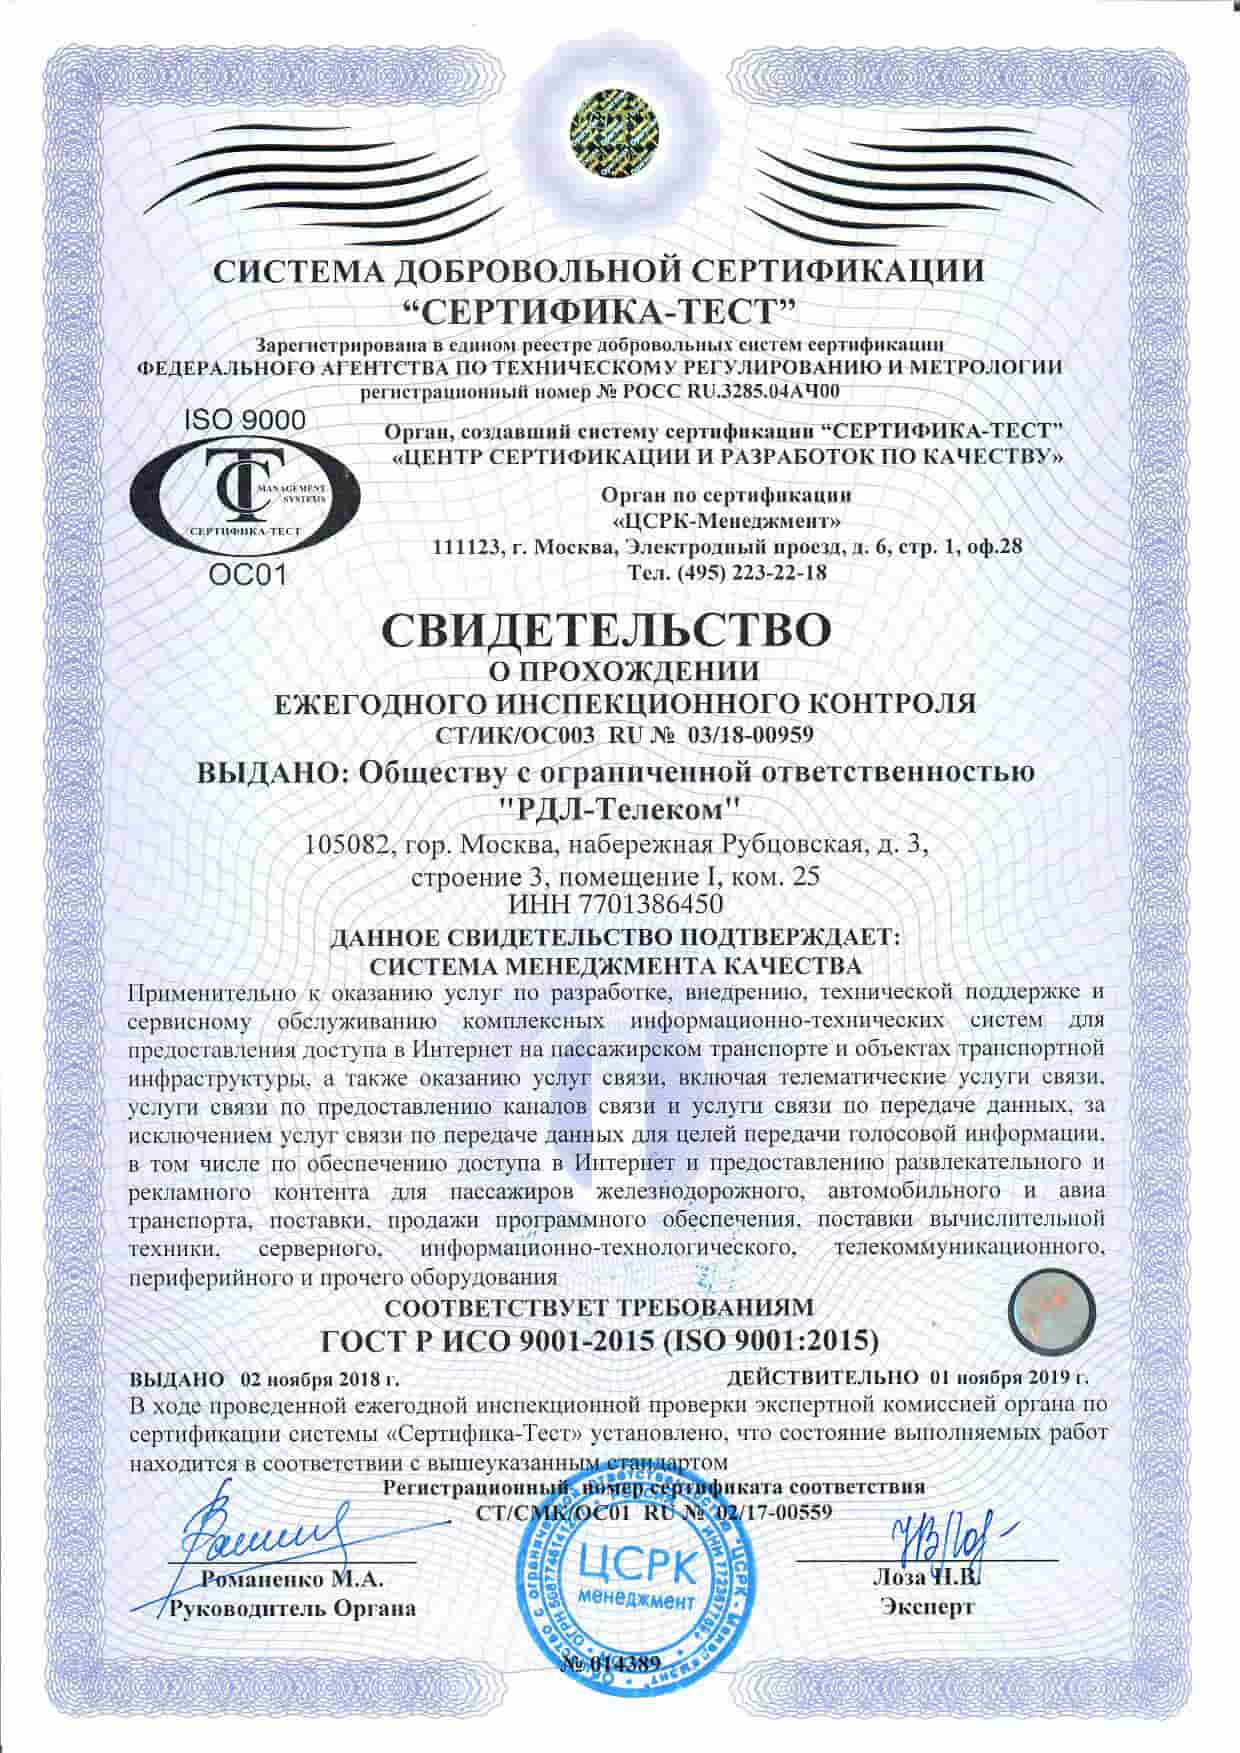 СИСТЕМА ДОБРОВОЛЬНОЙ СЕРТИФИКАЦИИ
“СЕРТИФИКА-ТЕСТ”
Зарегистрирована в едином реестре добровольных систем сертификации
ФЕДЕРАЛЬНОГО АГЕНТСТВА ПО ТЕХНИЧЕСКОМУ РЕГУЛИРОВАНИЮ И МЕТРОЛОГИИ
регистрационный номер № РОСС RU.3285.04АЧ00
ISO 9000
MANAGEMENT
SYSTEMS
СЕРТИФИКА-ТЕСТ
ОС01
Орган, создавший систему сертификации “СЕРТИФИКА-ТЕСТ”
«ЦЕНТР СЕРТИФИКАЦИИ И РАЗРАБОТОК ПО КАЧЕСТВУ»
Орган по сертификации
«ЦСРК-Менеджмент»
111123, г. Москва, Электродный проезд, д. 6, стр. 1, оф.28
Тел. (495) 223-22-18
СВИДЕТЕЛЬСТВО
О ПРОХОЖДЕНИИ
ЕЖЕГОДНОГО ИНСПЕКЦИОННОГО КОНТРОЛЯ
СТ/ИК/ОС003 RU № 03/18-00959
ВЫДАНО: Обществу с ограниченной ответственностью
"РДЛ-Телеком"
105082, гор. Москва, набережная Рубцовская, д. 3,
строение 3, помещение I, ком. 25
ИНН 7701386450
ДАННОЕ СВИДЕТЕЛЬСТВО ПОДТВЕРЖДАЕТ:
СИСТЕМА МЕНЕДЖМЕНТА КАЧЕСТВА
Применительно к оказанию услуг по разработке, внедрению, технической поддержке и
сервисному обслуживанию комплексных информационно-технических систем для
предоставления доступа в Интернет на пассажирском транспорте и объектах транспортной
инфраструктуры, а также оказанию услуг связи, включая телематические услуги связи,
услуги связи по предоставлению каналов связи и услуги связи по передаче данных, за
исключением услуг связи по передаче данных для целей передачи голосовой информации,
в том числе по обеспечению доступа в Интернет и предоставлению развлекательного и
рекламного контента для пассажиров железнодорожного, автомобильного и авиа
транспорта, поставки, продажи программного обеспечения, поставки вычислительной
техники, серверного, информационно-технологического, телекоммуникационного,
периферийного и прочего оборудования
СООТВЕТСТВУЕТ ТРЕБОВАНИЯМ
ГОСТ Р ИСО 9001-2015 (ISO 9001:2015)
ВЫДАНО 02 ноября 2018 г.
ДЕЙСТВИТЕЛЬНО 01 ноября 2019 г.
В ходе проведенной ежегодной инспекционной проверки экспертной комиссией органа по
сертификации системы «Сертифика-Тест» установлено, что состояние выполняемых работ
находится в соответствии с вышеуказанным стандартом
Регистрационный номер сертификата соответствия
СТ/СМК/ОС01 RU № 02/17-00559
ЦСРК
менеджмент
Романенко М.А.
Руководитель Органа
Лоза Н.В.
Эксперт
№ 014389